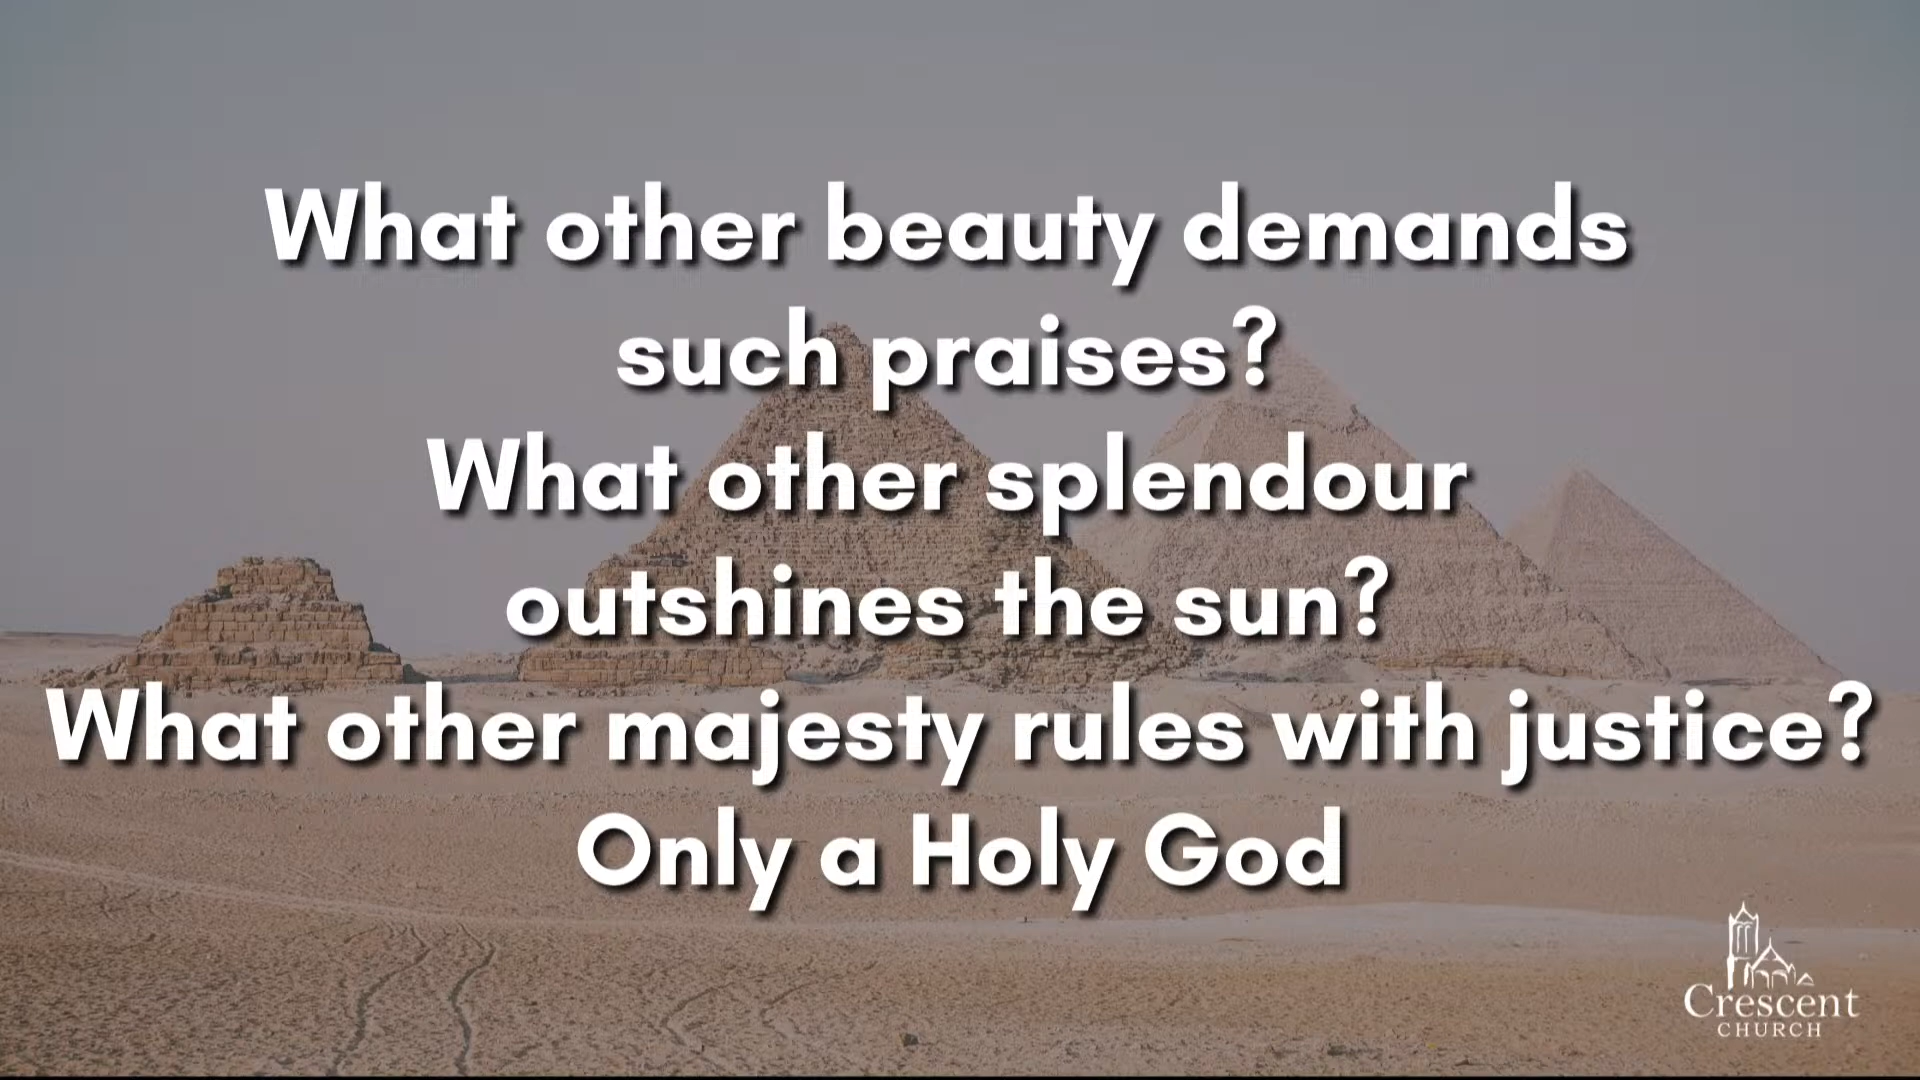 What other beauty demands
such praises?
What other splendour
outshines the sun?
What other majesty rules with justice?
Only a Holy God
Crescent
CHURCH